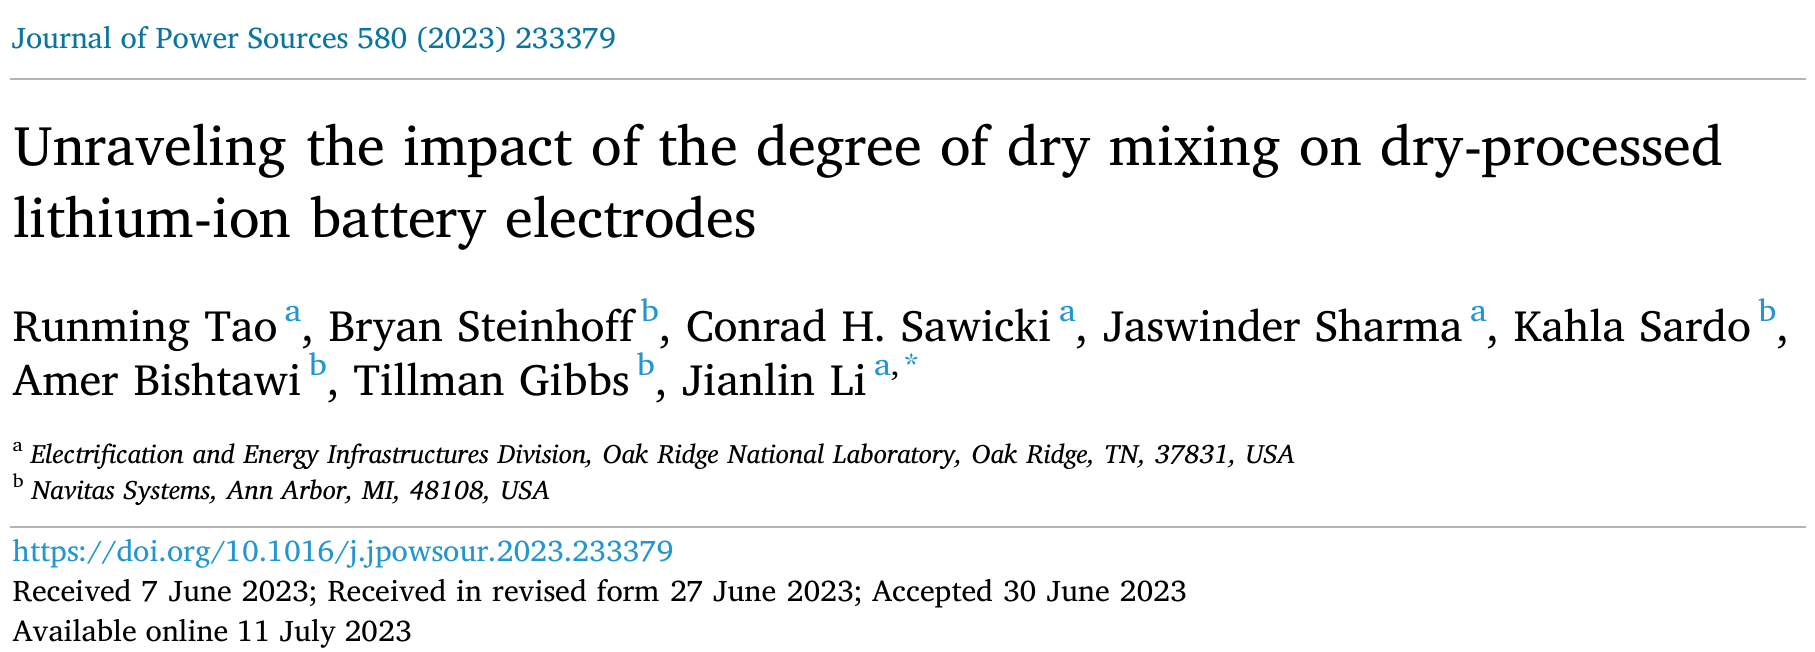 Journal of Power Sources 580 (2023) 233379
Unraveling the impact of the degree of dry mixing on dry-processed
lithium-ion battery electrodes
Runming Tao a, Bryan Steinhoff b, Conrad H. Sawicki a, Jaswinder Sharma a, Kahla Sardo b,
Amer Bishtawi b, Tillman Gibbs b, Jianlin Li a, *
a Electrification and Energy Infrastructures Division, Oak Ridge National Laboratory, Oak Ridge, TN, 37831, USA
b Navitas Systems, Ann Arbor, MI, 48108, USA
https://doi.org/10.1016/j.jpowsour.2023.233379
Received 7 June 2023; Received in revised form 27 June 2023; Accepted 30 June 2023
Available online 11 July 2023